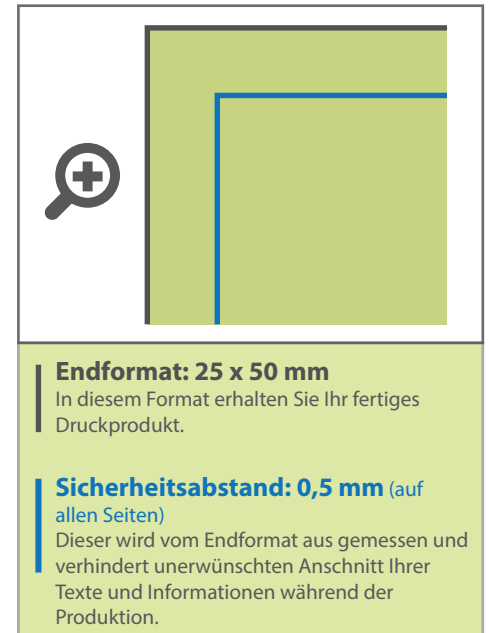 Endformat: 25 x 50 mm
In diesem Format erhalten Sie Ihr fertiges
Druckprodukt.
Sicherheitsabstand: 0,5 mm (auf
allen Seiten)
Dieser wird vom Endformat aus gemessen und
verhindert unerwünschten Anschnitt Ihrer
Texte und Informationen während der
Produktion.